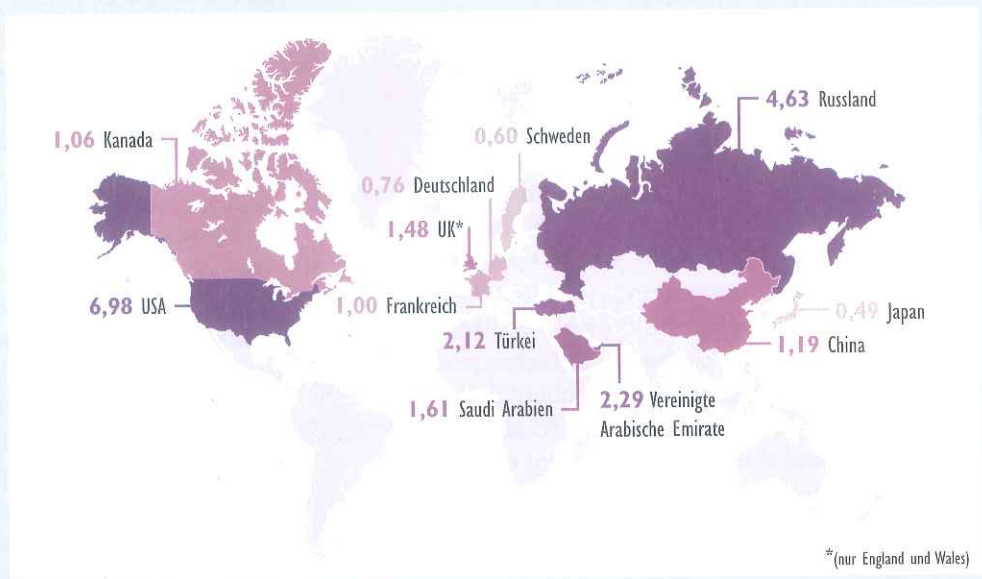 4,63 Russland
1,06 Kanada
0,60 Schweden
0,76 Deutschland
1,48 UK*
6,98 USA
1,00 Frankreich
0,49 Japan
2,12 Türkei
1,19 China
1,61 Saudi Arabien
2,29 Vereinigte
Arabische Emirate
*(nur England und Wales)